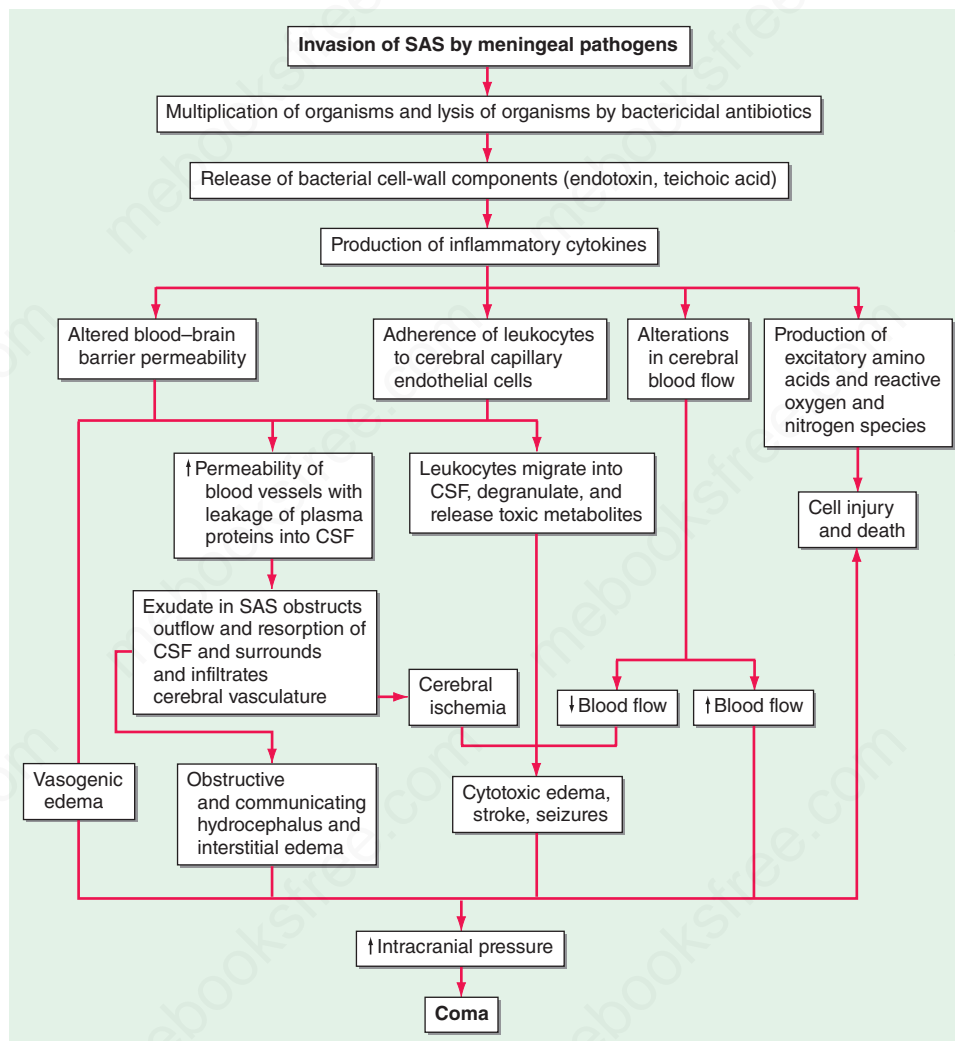 Invasion of SAS by meningeal pathogens
Multiplication of organisms and lysis of organisms by bactericidal antibiotics
Release of bacterial cell-wall components (endotoxin, teichoic acid)
Production of inflammatory cytokines
Altered blood–brain
barrier permeability
Adherence of leukocytes
to cerebral capillary
endothelial cells
Alterations
in cerebral
blood flow
Production of
excitatory amino
acids and reactive
oxygen and
nitrogen species
↑Permeability of
blood vessels with
leakage of plasma
proteins into CSF
Leukocytes migrate into
CSF, degranulate, and
release toxic metabolites
Cell injury
and death
Exudate in SAS obstructs
outflow and resorption of
CSF and surrounds
and infiltrates
cerebral vasculature
Cerebral
ischemia
↓Blood flow
↑Blood flow
Vasogenic
edema
Obstructive
and communicating
hydrocephalus and
interstitial edema
Cytotoxic edema,
stroke, seizures
↑Intracranial pressure
Coma
mebooksfree.com
mebooksfree.com
mebooksfree.com